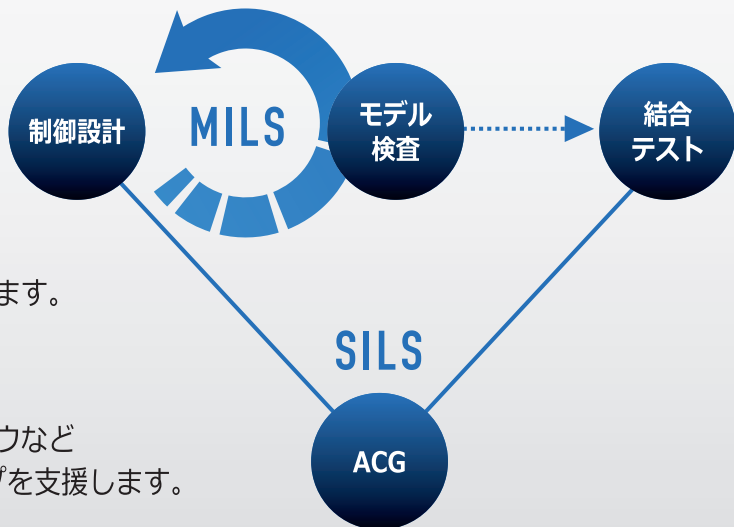 制御設計
MILS
モデル
検査
結合
テスト
ます。
SILS
ウなど
プを支援します。
ACG